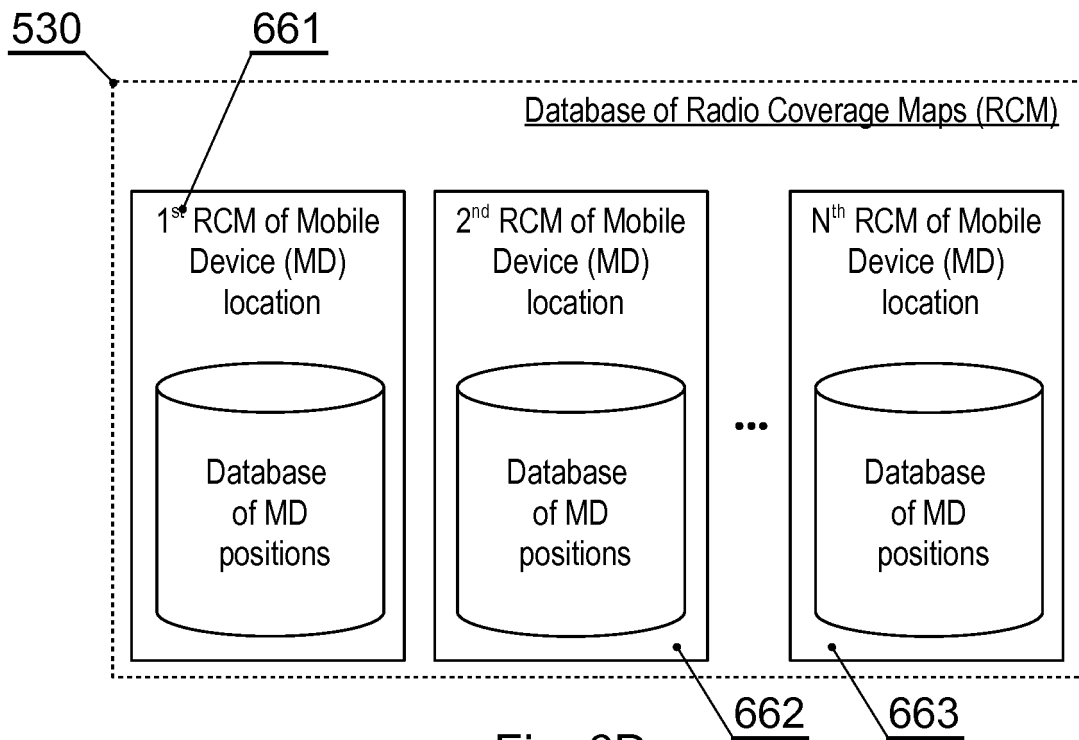 530
661
Database of Radio Coverage Maps (RCM)
1st RCM of Mobile
Device (MD)
location
Database
of MD
positions
2nd RCM of Mobile
Device (MD)
location
Database
of MD
positions
...
Nth RCM of Mobile
Device (MD)
location
Database
of MD
positions
662
663